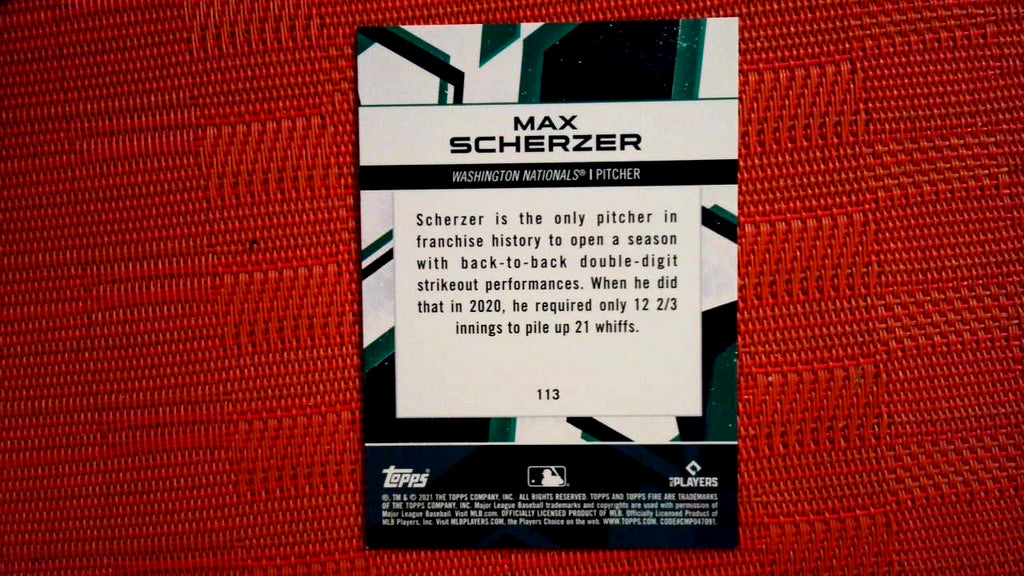 MAX
SCHERZER
WASHINGTON NATIONALS® | PITCHER
Scherzer is the only pitcher in
franchise history to open a season
with back-to-back double-digit
strikeout performances. When he did
that in 2020, he required only 12 2/3
innings to pile up 21 whiffs.
113
Topps®
PLAYERS
®, TM & © 2021 THE TOPPS COMPANY, INC. ALL RIGHTS RESERVED. TOPPS AND TOPPS FIRE ARE TRADEMARKS
OF THE TOPPS COMPANY, INC. Major League Baseball trademarks and copyrights are used with permission of
Major League Baseball. Visit MLB.com. OFFICIALLY LICENSED PRODUCT OF MLB. Officially Licensed Product of
MLB Players, Inc. Visit MLBPLAYERS.COM, the Players Choice on the web. WWW.TOPPS.COM. CODE#CMP047091.